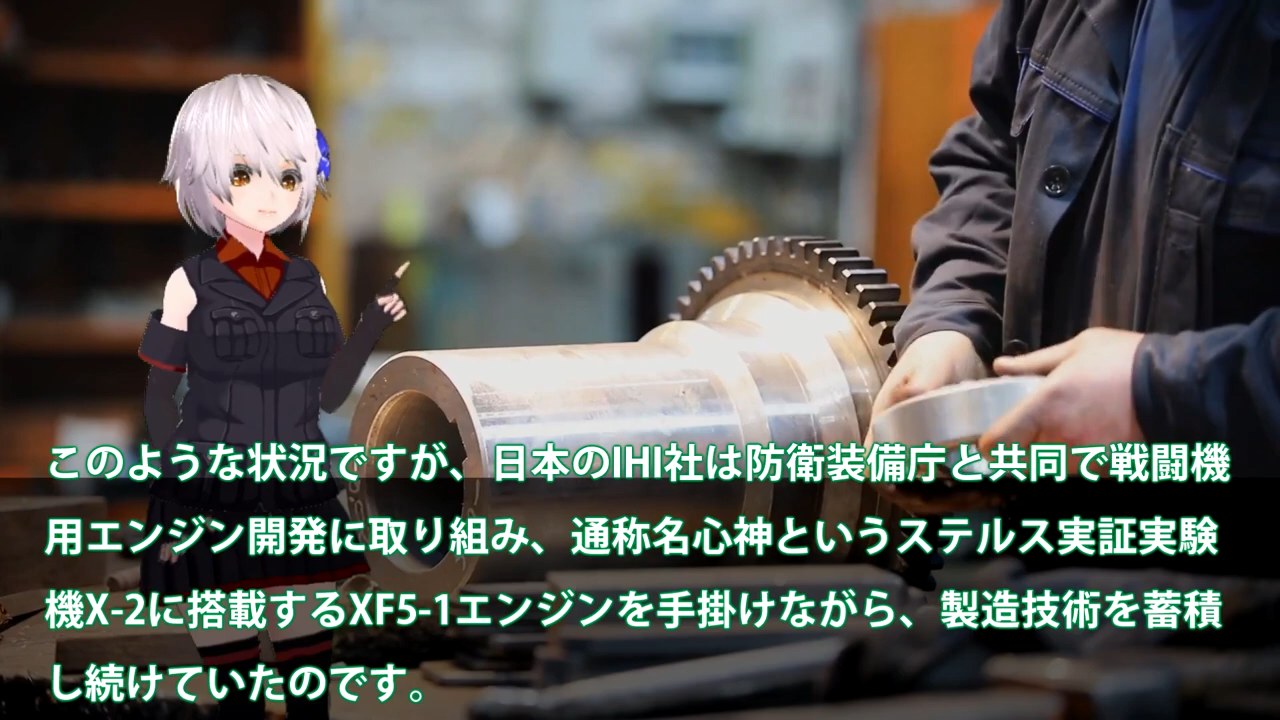 このような状況ですが、日本のIHI社は防衛装備庁と共同で戦闘機
用エンジン開発に取り組み、通称名心神というステルス実証実験
機X-2に搭載するXF5-1エンジンを手掛けながら、製造技術を蓄積
し続けていたのです。